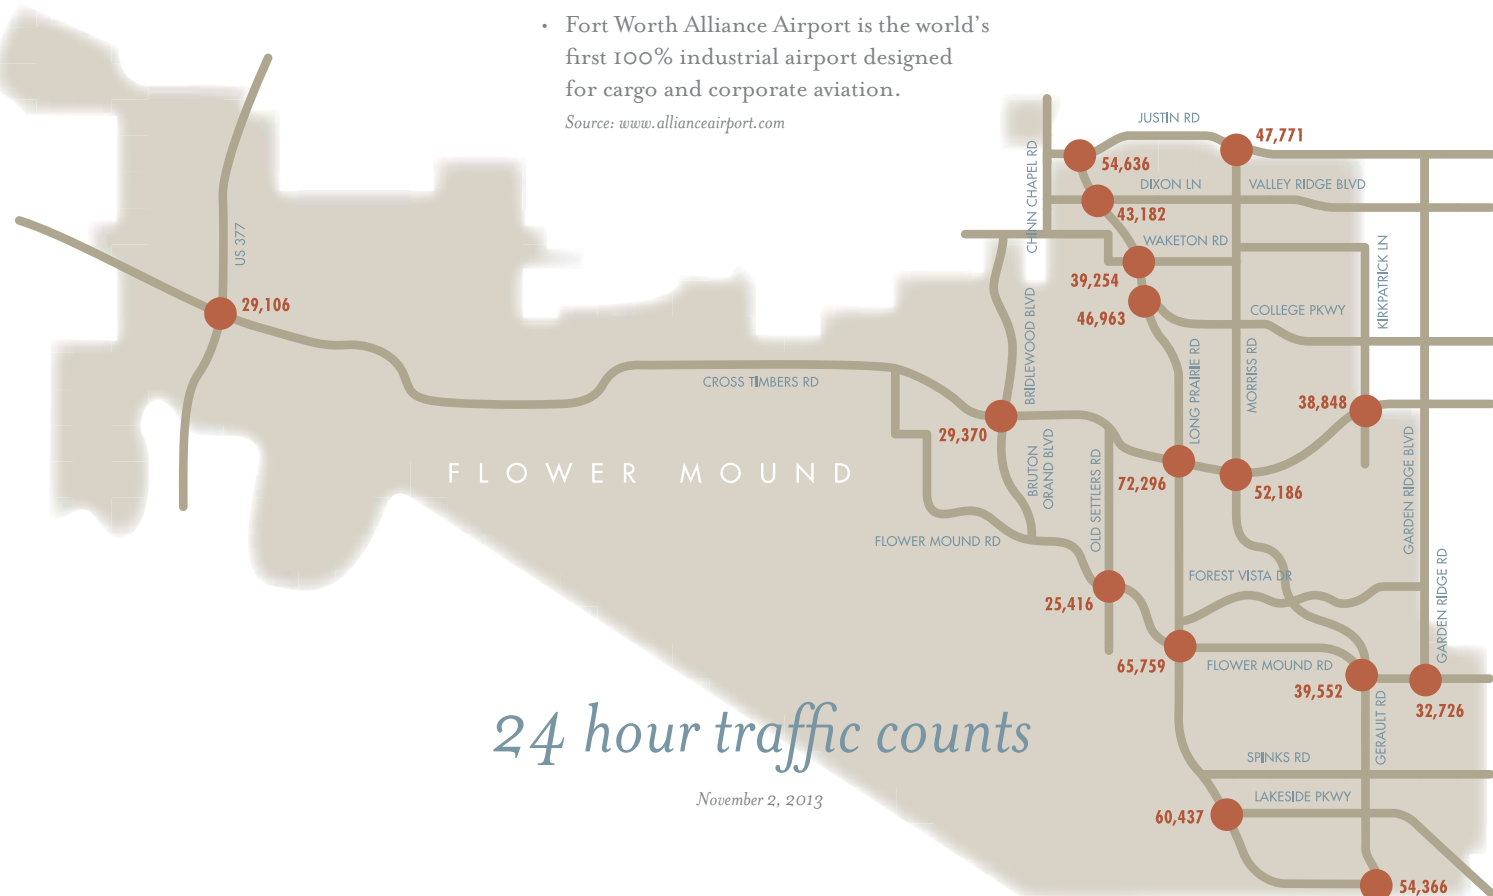 • Fort Worth Alliance Airport is the world's
first 100% industrial airport designed
for cargo and corporate aviation.
Source: www.allianceairport.com
JUSTIN RD
47,771
54,636
CHINN CHAPEL RD
DIXON LN
VALLEY RIDGE BLVD
43,182
US 377
WAKETON RD
KIRKPATRICK LN
39,254
29,106
COLLEGE PKWY
46,963
BRIDLEWOOD BLVD
LONG PRAIRIE RD
MORRISS RD
CROSS TIMBERS RD
38,848
29,370
GARDEN RIDGE BLVD
FLOWER MOUND
BRUTON
ORAND BLVD
OLD SETTLERS RD
72,296
52,186
FLOWER MOUND RD
FOREST VISTA DR
GARDEN RIDGE RD
25,416
65,759
FLOWER MOUND RD
39,552
32,726
GERAULT RD
24 hour traffic counts
SPINKS RD
November 2, 2013
LAKESIDE PKWY
60,437
54,366